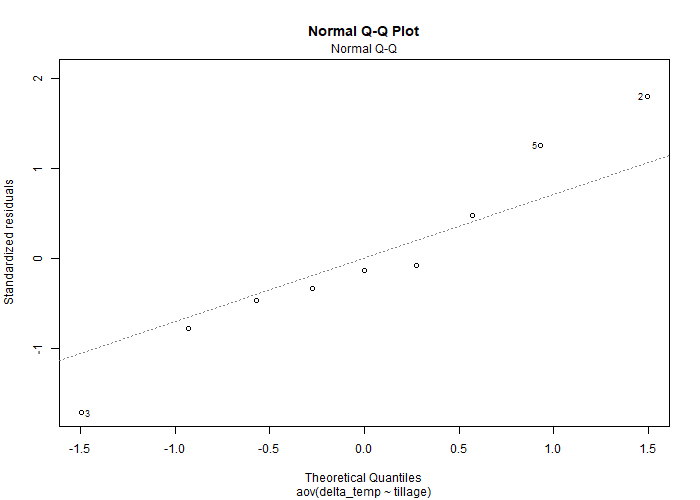 Normal Q-Q Plot
Normal Q-Q
Standardized residuals
2
1
0
-1
2
5
3
-1.5 -1.0 -0.5 0.0 0.5 1.0 1.5
Theoretical Quantiles
aov(delta_temp ~ tillage)